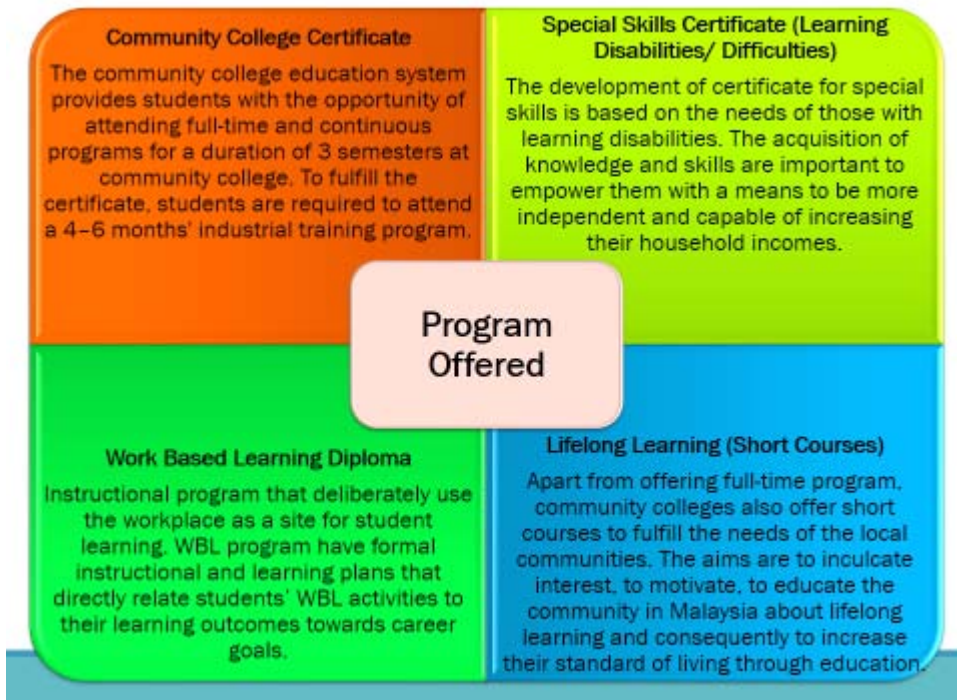 Community College Certificate
The community college education system
provides students with the opportunity of
attending full-time and continuous
programs for a duration of 3 semesters at
community college. To fulfill the
certificate, students are required to attend
a 4–6 months' industrial training program.
Special Skills Certificate (Learning
Disabilities/ Difficulties)
The development of certificate for special
skills is based on the needs of those with
learning disabilities. The acquisition of
knowledge and skills are important to
empower them with a means to be more
independent and capable of increasing
their household incomes.
Program
Offered
Work Based Learning Diploma
Instructional program that deliberately use
the workplace as a site for student
learning. WBL program have formal
instructional and learning plans that
directly relate students' WBL activities to
their learning outcomes towards career
goals.
Lifelong Learning (Short Courses)
Apart from offering full-time program,
community colleges also offer short
courses to fulfill the needs of the local
communities. The aims are to inculcate
interest, to motivate, to educate the
community in Malaysia about lifelong
learning and consequently to increase
their standard of living through education.